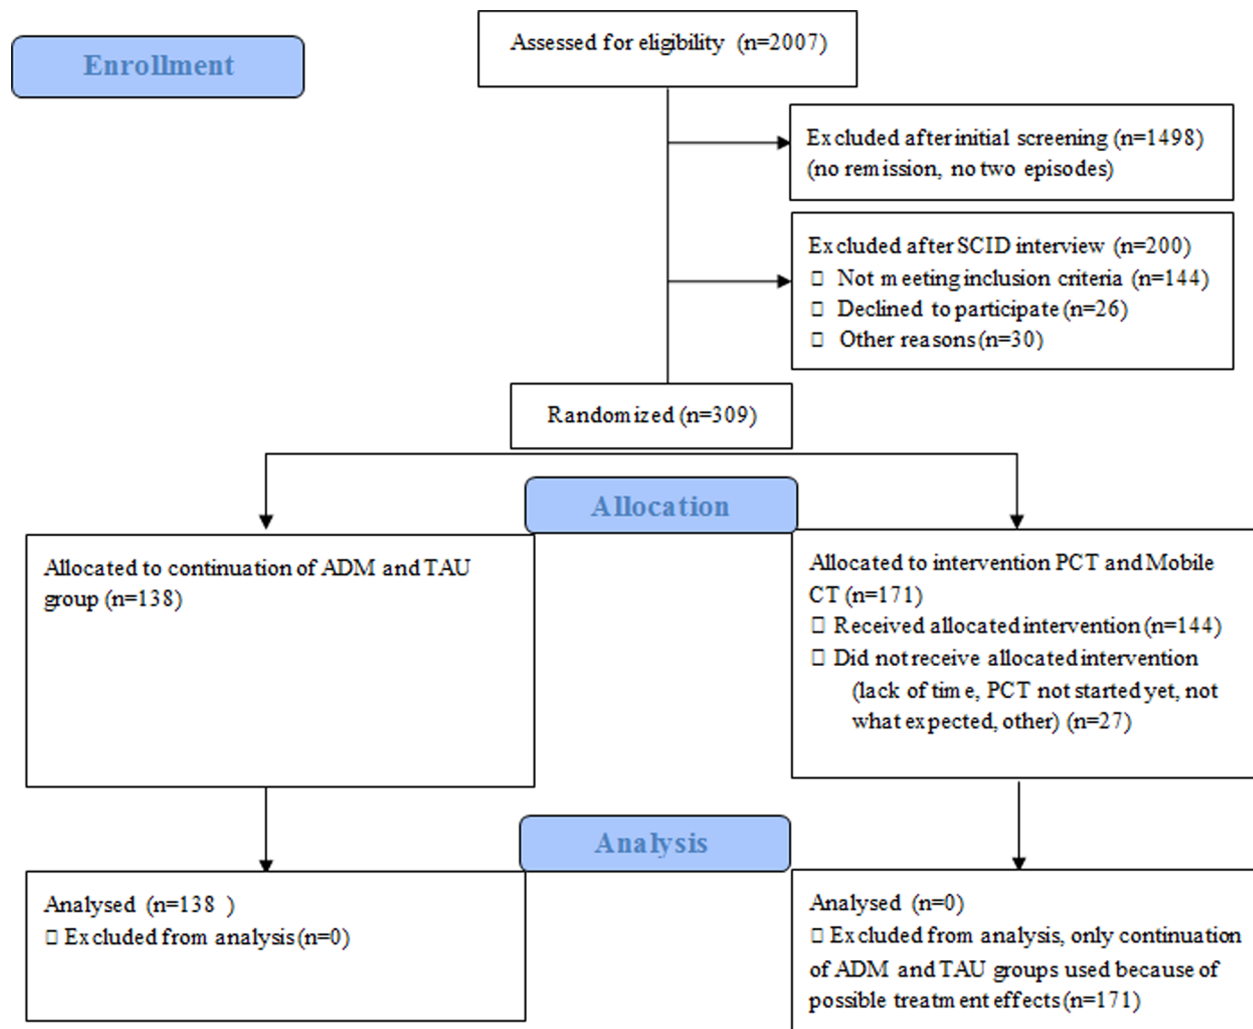 Enrollment
Assessed for eligibility (n=2007)
Excluded after initial screening (n=1498)
(no remission, no two episodes)
Excluded after SCID interview (n=200)
▯ Not meeting inclusion criteria (n=144)
▯ Declined to participate (n=26)
▯ Other reasons (n=30)
Randomized (n=309)
Allocation
Allocated to continuation of ADM and TAU
group (n=138)
Allocated to intervention PCT and Mobile
CT (n=171)
▯ Received allocated intervention (n=144)
▯ Did not receive allocated intervention
(lack of time, PCT not started yet, not
what expected, other) (n=27)
Analysis
Analysed (n=138 )
▯ Excluded from analysis (n=0)
Analysed (n=0)
▯ Excluded from analysis, only continuation
of ADM and TAU groups used because of
possible treatment effects (n=171)